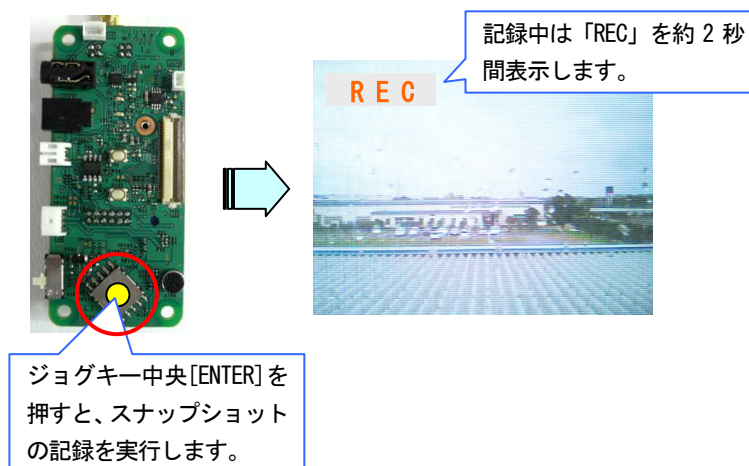 記録中は「REC」を約 2 秒
間表示します。
REC
ジョグキー中央[ENTER]を
押すと、スナップショット
の記録を実行します。